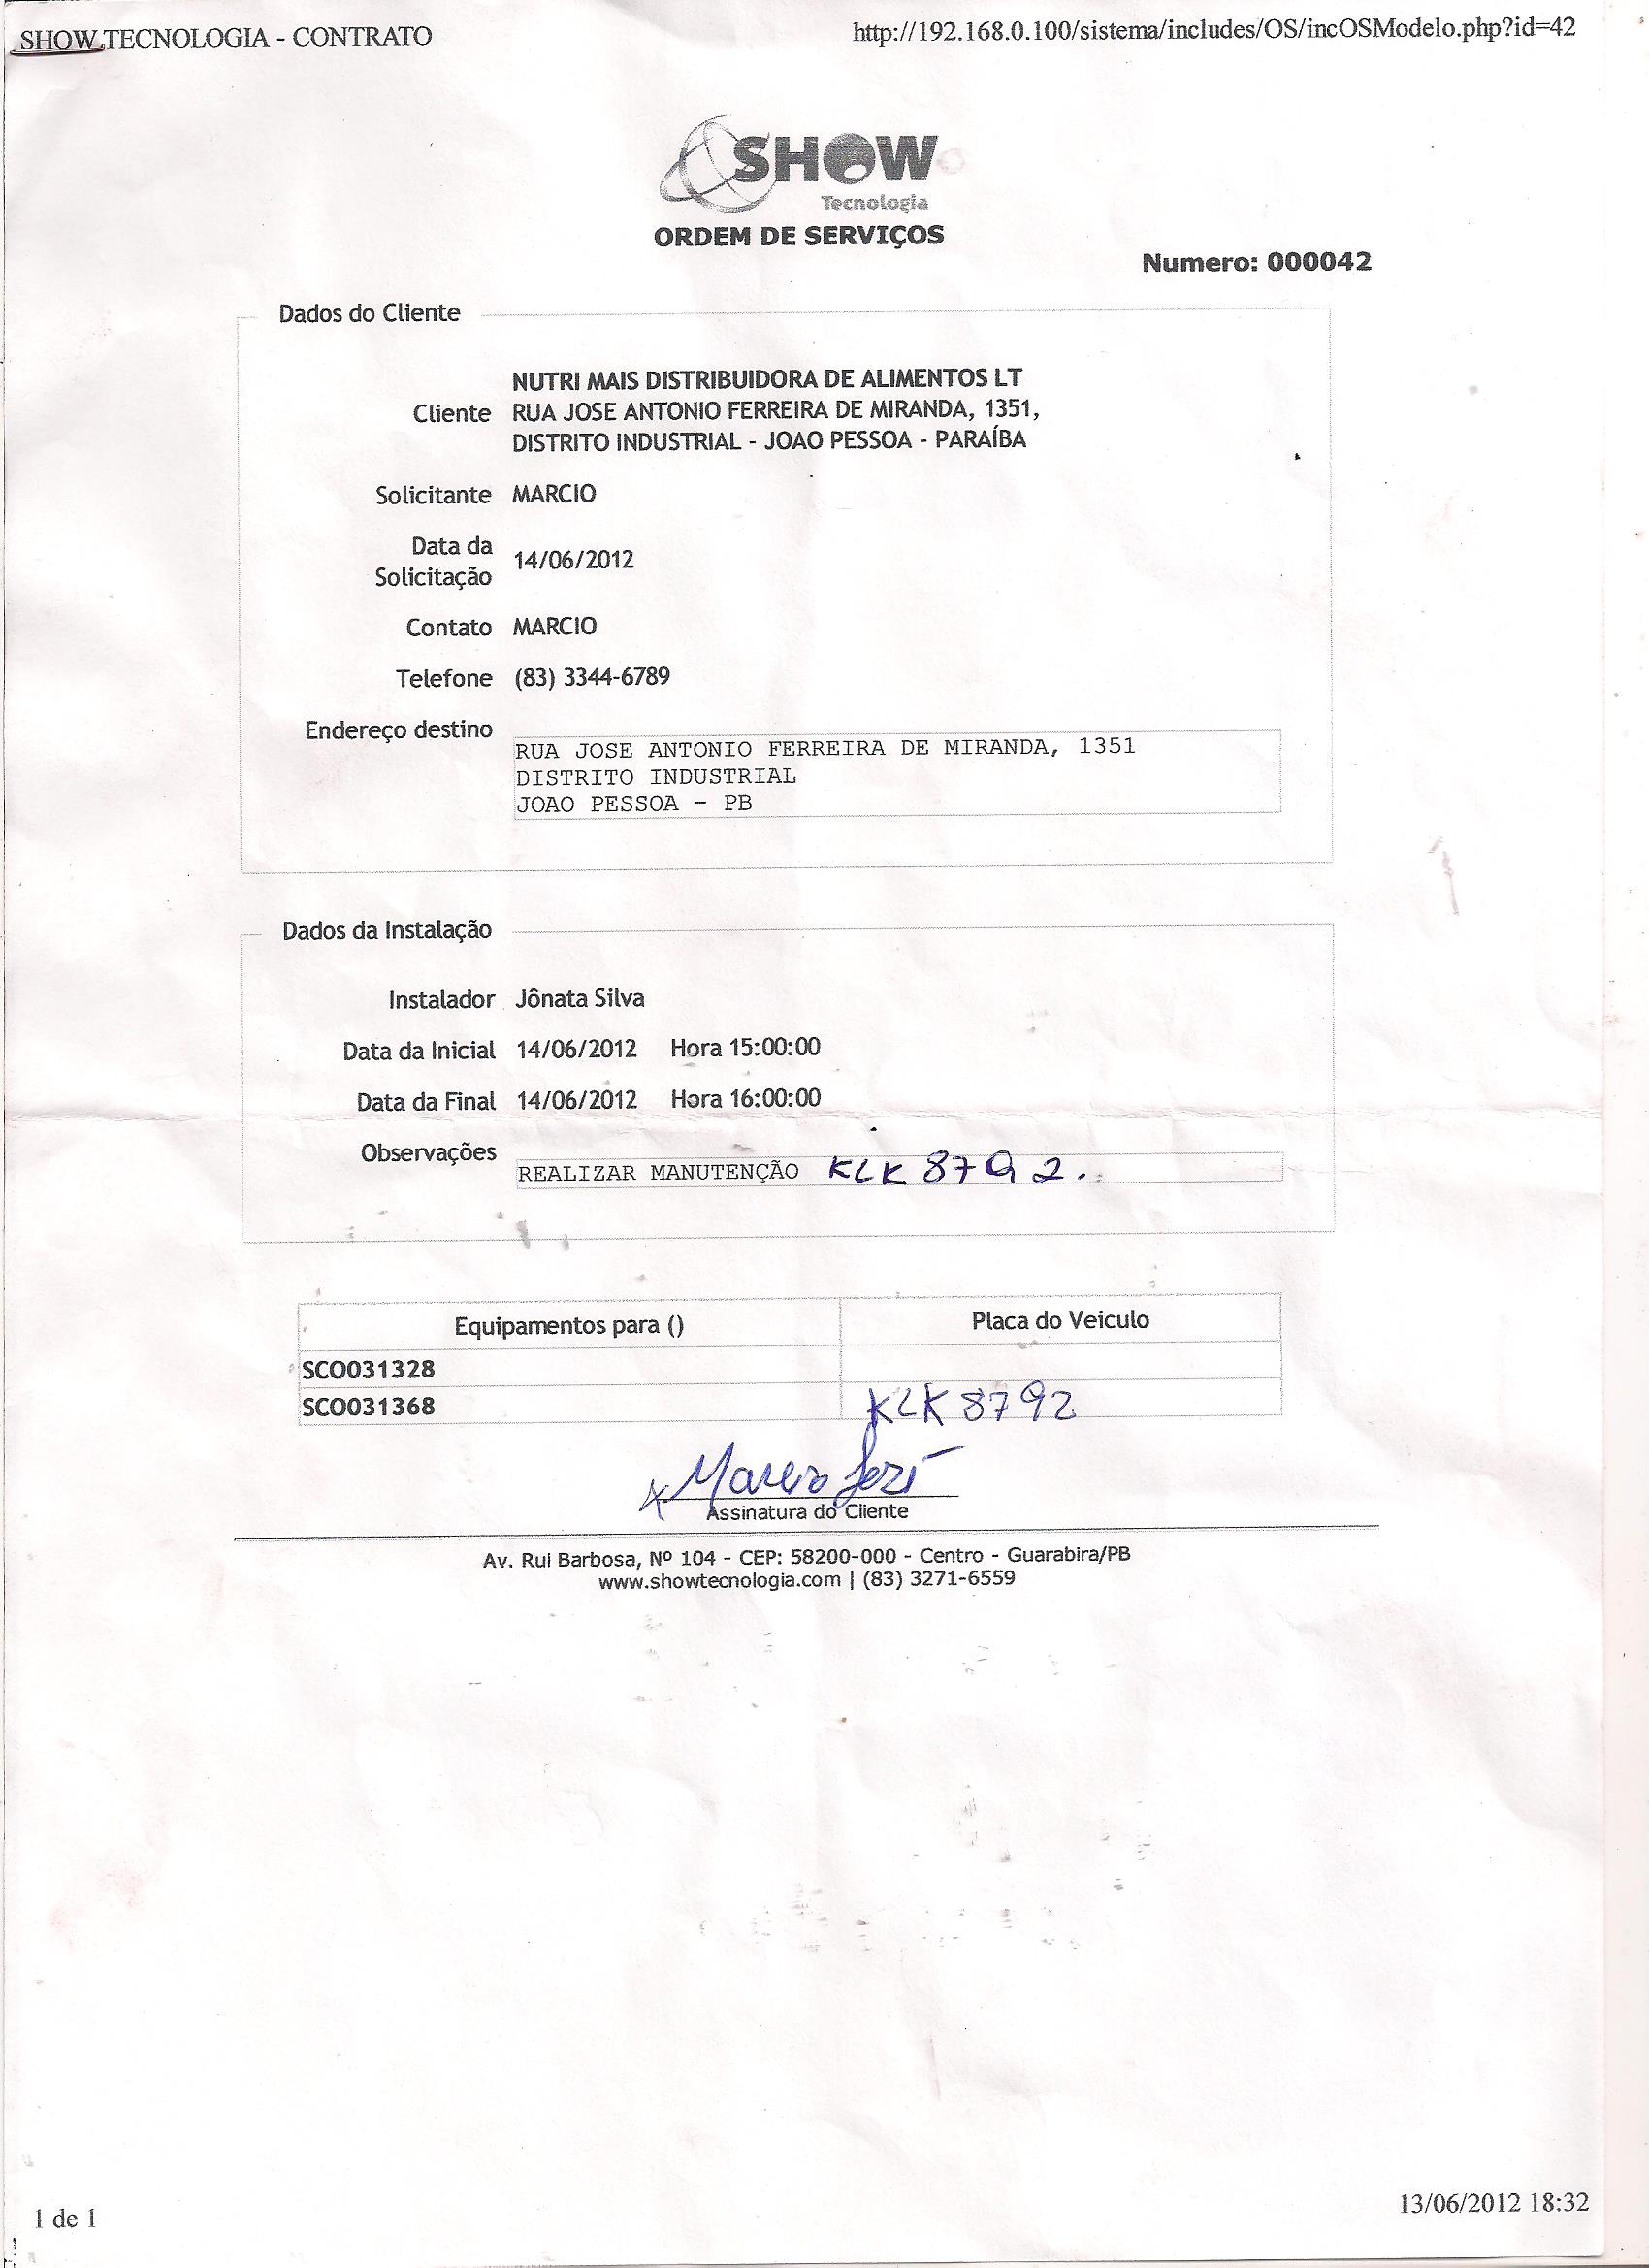 SHOW TECNOLOGIA - CONTRATO
http://192.168.0.100/sistema/includes/OS/incOSModelo.php?id=42
SHOW
Tecnologia
ORDEM DE SERVIÇOS
Numero: 000042
Dados do Cliente
NUTRI MAIS DISTRIBUIDORA DE ALIMENTOS LT
Cliente RUA JOSE ANTONIO FERREIRA DE MIRANDA, 1351,
DISTRITO INDUSTRIAL - JOAO PESSOA - PARAÍBA
Solicitante MARCIO
Data da
Solicitação 14/06/2012
Contato MARCIO
Telefone (83) 3344-6789
Endereço destino
RUA JOSE ANTONIO FERREIRA DE MIRANDA, 1351
DISTRITO INDUSTRIAL
JOAO PESSOA - PB
Dados da Instalação
Instalador Jônata Silva
Data da Inicial 14/06/2012 Hora 15:00:00
Data da Final 14/06/2012 Hora 16:00:00
Observações
REALIZAR MANUTENÇÃO KLK 8792.
Equipamentos para () Placa do Veiculo
SCO031328
SCO031368 KLK 8792
Assinatura do Cliente
Av. Rui Barbosa, Nº 104 - CEP: 58200-000 - Centro - Guarabira/PB
www.showtecnologia.com | (83) 3271-6559
1 de 1
13/06/2012 18:32